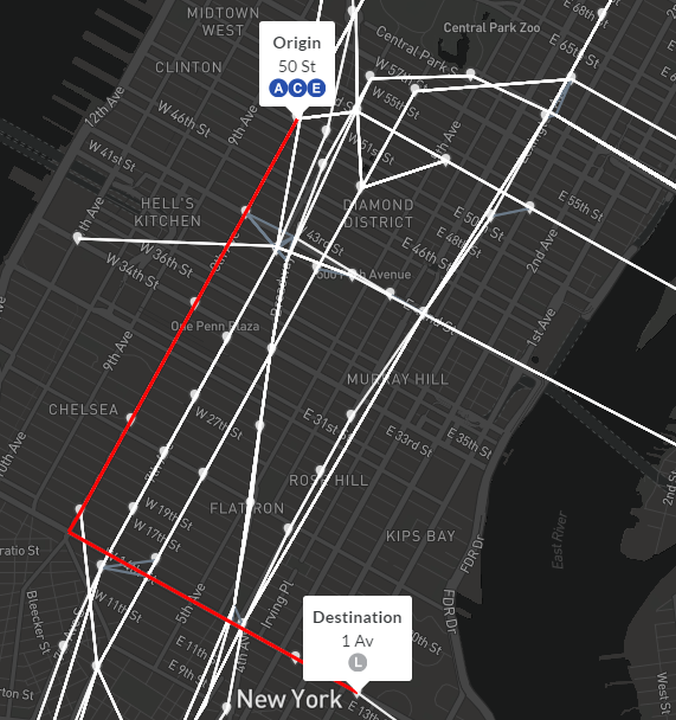 MIDTOWN
WEST
Central Park Zoo
E 68th St
Origin
50 St
A C E
Central Park S
E 65th St
CLINTON
W 57th St
12th Ave
W 46th St
9th Ave
W 55th St
W 41st St
W 51st St
HELL'S
KITCHEN
DIAMOND
DISTRICT
E 55th St
E 50th St
E 48th St
E 46th St
43rd St
2nd Ave
W 36th St
W 34th St
500 Fifth Avenue
Broadway
E 42nd St
1st Ave
One Penn Plaza
9th Ave
MURRAY HILL
CHELSEA
W 27th St
E 31st St
E 33rd St
E 35th St
10th Ave
8th Ave
ROSE HILL
2nd St
W 19th St
FLATIRON
W 17th St
KIPS BAY
East River
FDR Dr
Bleecker St
W 11th St
5th Ave
Irving Pl
FDR Dr
Destination
1 Av
L
E 11th St
4th Ave
E 9th St
New York
E 13th
West St